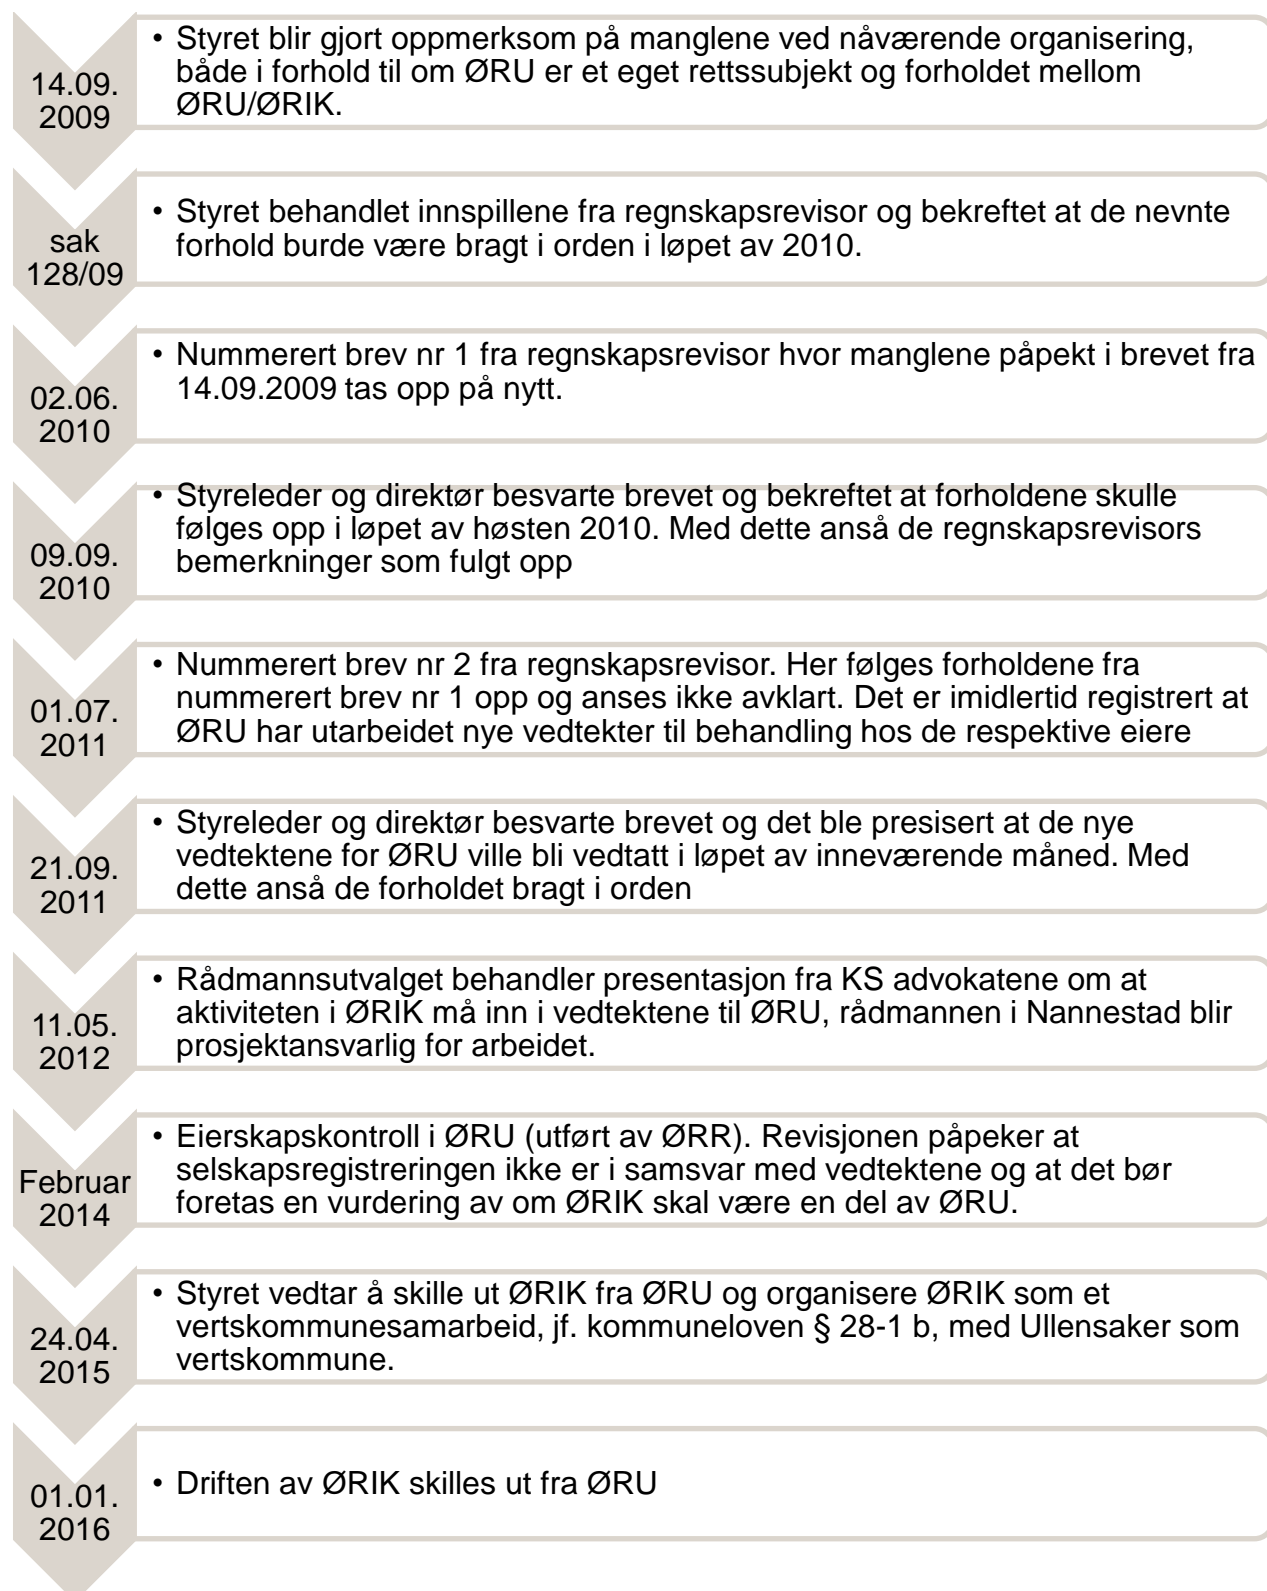 14.09.
2009
• Styret blir gjort oppmerksom på manglene ved nåværende organisering,
både i forhold til om ØRU er et eget rettssubjekt og forholdet mellom
ØRU/ØRIK.
sak
128/09
• Styret behandlet innspillene fra regnskapsrevisor og bekreftet at de nevnte
forhold burde være bragt i orden i løpet av 2010.
02.06.
2010
• Nummerert brev nr 1 fra regnskapsrevisor hvor manglene påpekt i brevet fra
14.09.2009 tas opp på nytt.
09.09.
2010
• Styreleder og direktør besvarte brevet og bekreftet at forholdene skulle
følges opp i løpet av høsten 2010. Med dette anså de regnskapsrevisors
bemerkninger som fulgt opp
01.07.
2011
• Nummerert brev nr 2 fra regnskapsrevisor. Her følges forholdene fra
nummerert brev nr 1 opp og anses ikke avklart. Det er imidlertid registrert at
ØRU har utarbeidet nye vedtekter til behandling hos de respektive eiere
21.09.
2011
• Styreleder og direktør besvarte brevet og det ble presisert at de nye
vedtektene for ØRU ville bli vedtatt i løpet av inneværende måned. Med
dette anså de forholdet bragt i orden
11.05.
2012
• Rådmannsutvalget behandler presentasjon fra KS advokatene om at
aktiviteten i ØRIK må inn i vedtektene til ØRU, rådmannen i Nannestad blir
prosjektansvarlig for arbeidet.
Februar
2014
• Eierskapskontroll i ØRU (utført av ØRR). Revisjonen påpeker at
selskapsregistreringen ikke er i samsvar med vedtektene og at det bør
foretas en vurdering av om ØRIK skal være en del av ØRU.
24.04.
2015
• Styret vedtar å skille ut ØRIK fra ØRU og organisere ØRIK som et
vertskommunesamarbeid, jf. kommuneloven § 28-1 b, med Ullensaker som
vertskommune.
01.01.
2016
• Driften av ØRIK skilles ut fra ØRU